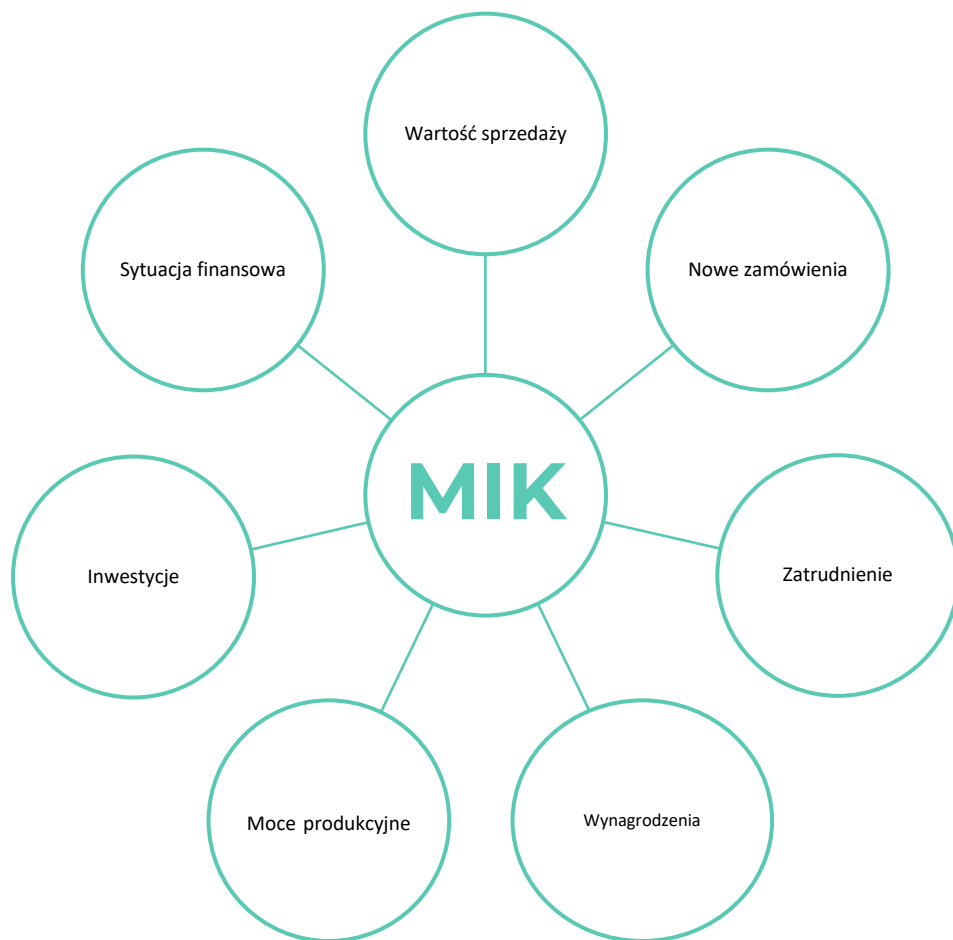 Wartość sprzedaży
Sytuacja finansowa
Nowe zamówienia
MIK
Inwestycje
Zatrudnienie
Moce produkcyjne
Wynagrodzenia